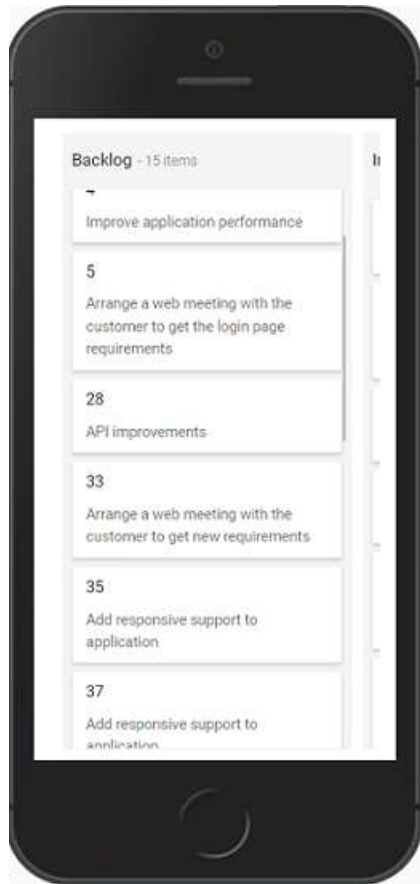 Backlog - 15 items
Improve application performance
5
Arrange a web meeting with the
customer to get the login page
requirements
28
API improvements
33
Arrange a web meeting with the
customer to get new requirements
35
Add responsive support to
application
37
Add responsive support to
application